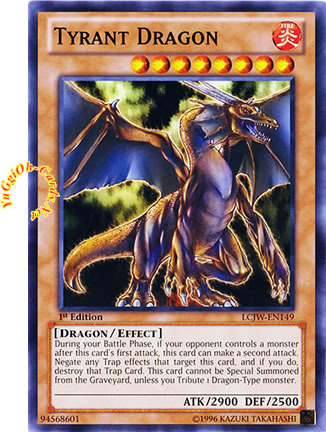 TYRANT DRAGON
FIRE
炎
YuGgiOh-Cards.Ya
1st Edition
LCJW-EN149
[DRAGON / EFFECT]
During your Battle Phase, if your opponent controls a monster
after this card's first attack, this card can make a second attack.
Negate any Trap effects that target this card, and if you do,
destroy that Trap Card. This card cannot be Special Summoned
from the Graveyard, unless you Tribute 1 Dragon-Type monster.
ATK/2900 DEF/2500
94568601
©1996 KAZUKI TAKAHASHI